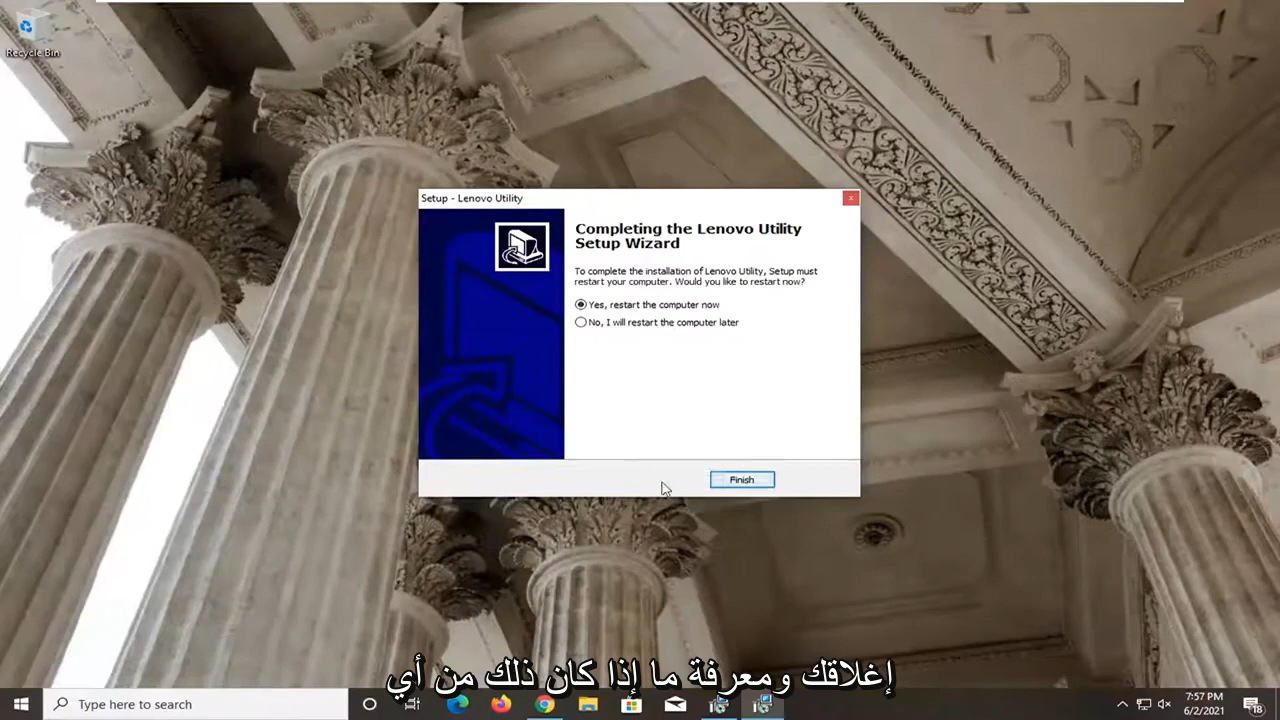 Recycle Bin
Setup - Lenovo Utility
Completing the Lenovo Utility
Setup Wizard
To complete the installation of Lenovo Utility, Setup must
restart your computer. Would you like to restart now?
Yes, restart the computer now
No, I will restart the computer later
Finish
إغلاقك ومعرفة ما إذا كان ذلك من أي
Type here to search
7:57 PM
6/2/2021
18